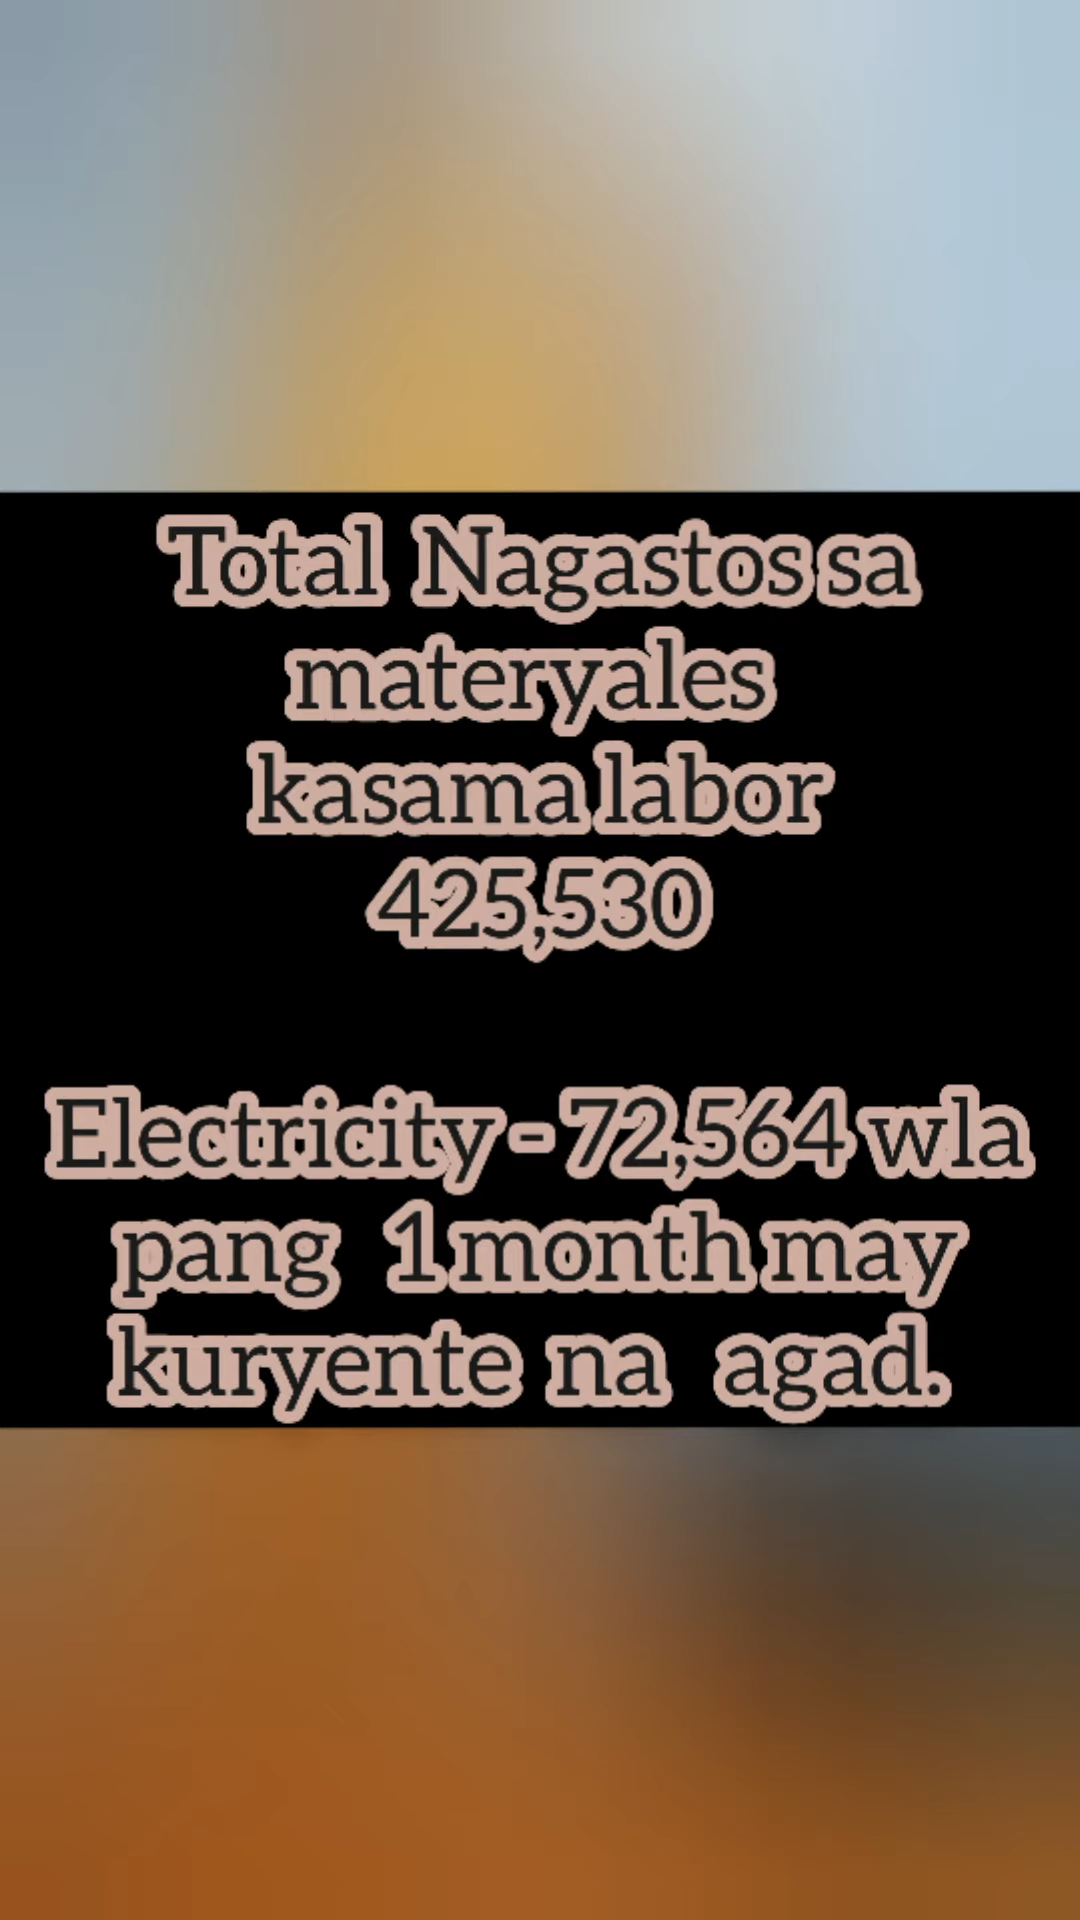 Total Nagastos sa
materyales
kasama labor
425,530
Electricity - 72,564 wla
pang 1 month may
kuryente na agad.